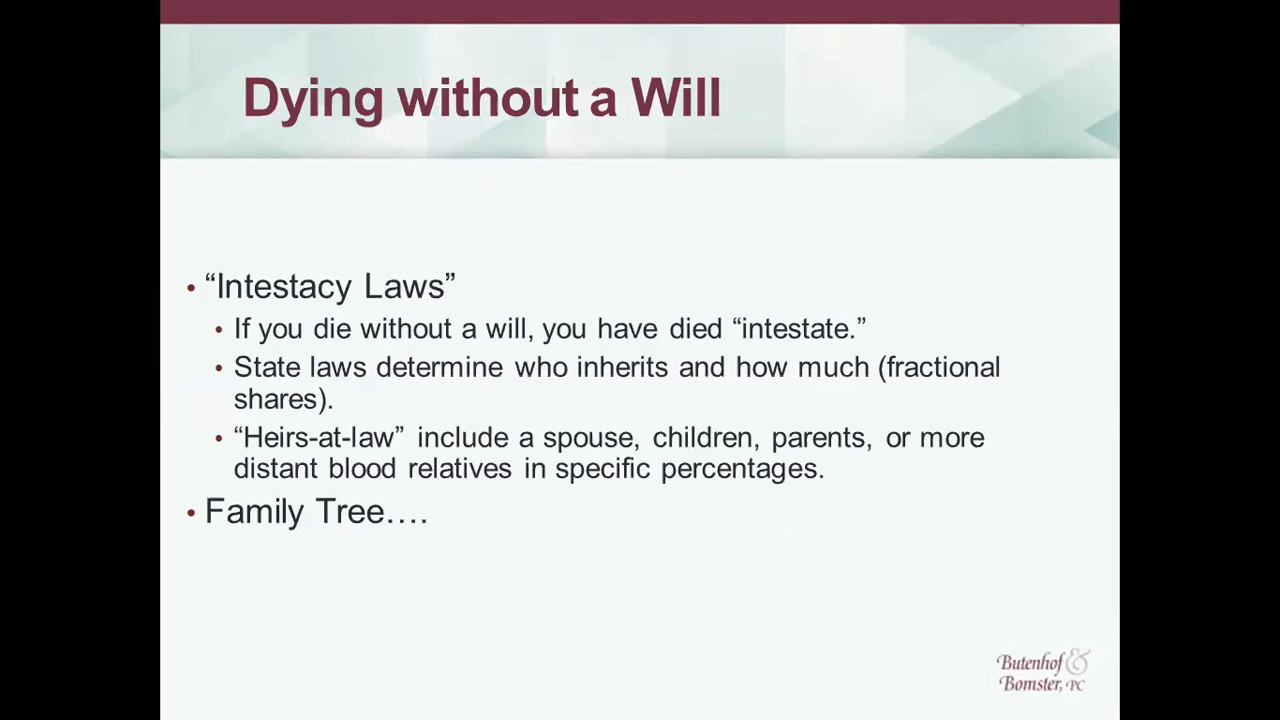 Dying without a Will
• “Intestacy Laws”
• If you die without a will, you have died “intestate.”
• State laws determine who inherits and how much (fractional
shares).
• “Heirs-at-law” include a spouse, children, parents, or more
distant blood relatives in specific percentages.
• Family Tree….
Butenhof &
Bomster, PC